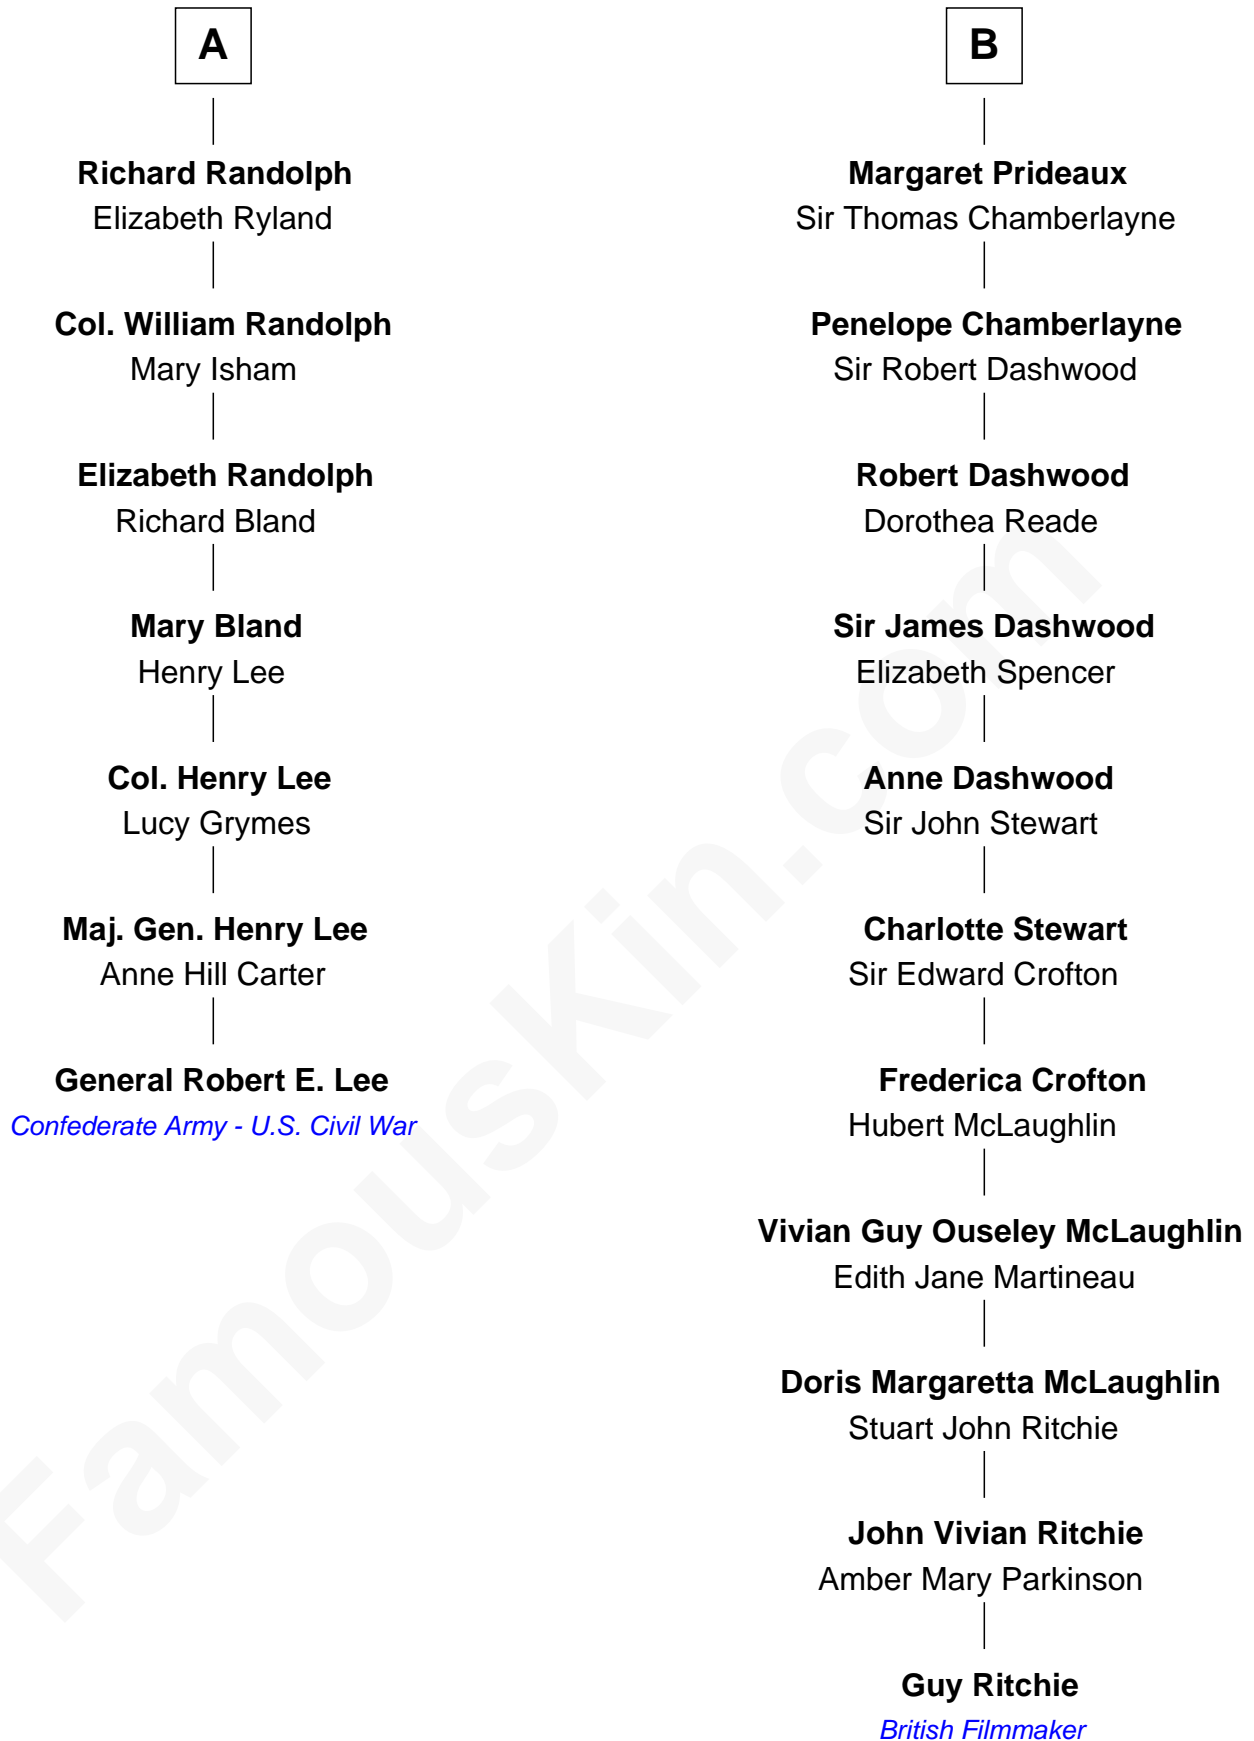 A
Richard Randolph
Elizabeth Ryland
Col. William Randolph
Mary Isham
Elizabeth Randolph
Richard Bland
Mary Bland
Henry Lee
Col. Henry Lee
Lucy Grymes
Maj. Gen. Henry Lee
Anne Hill Carter
General Robert E. Lee
Confederate Army - U.S. Civil War
B
Margaret Prideaux
Sir Thomas Chamberlayne
Penelope Chamberlayne
Sir Robert Dashwood
Robert Dashwood
Dorothea Reade
Sir James Dashwood
Elizabeth Spencer
Anne Dashwood
Sir John Stewart
Charlotte Stewart
Sir Edward Crofton
Frederica Crofton
Hubert McLaughlin
Vivian Guy Ouseley McLaughlin
Edith Jane Martineau
Doris Margaretta McLaughlin
Stuart John Ritchie
John Vivian Ritchie
Amber Mary Parkinson
Guy Ritchie
British Filmmaker
FamousKin.com